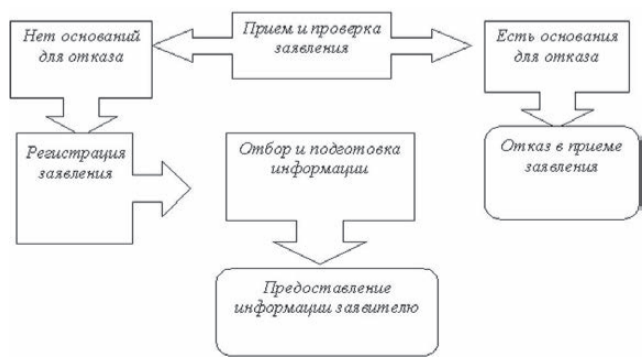 Нет оснований
для отказа
Прием и проверка
заявления
Есть основания
для отказа
Регистрация
заявления
Отбор и подготовка
информации
Отказ в приеме
заявления
Предоставление
информации заявителю